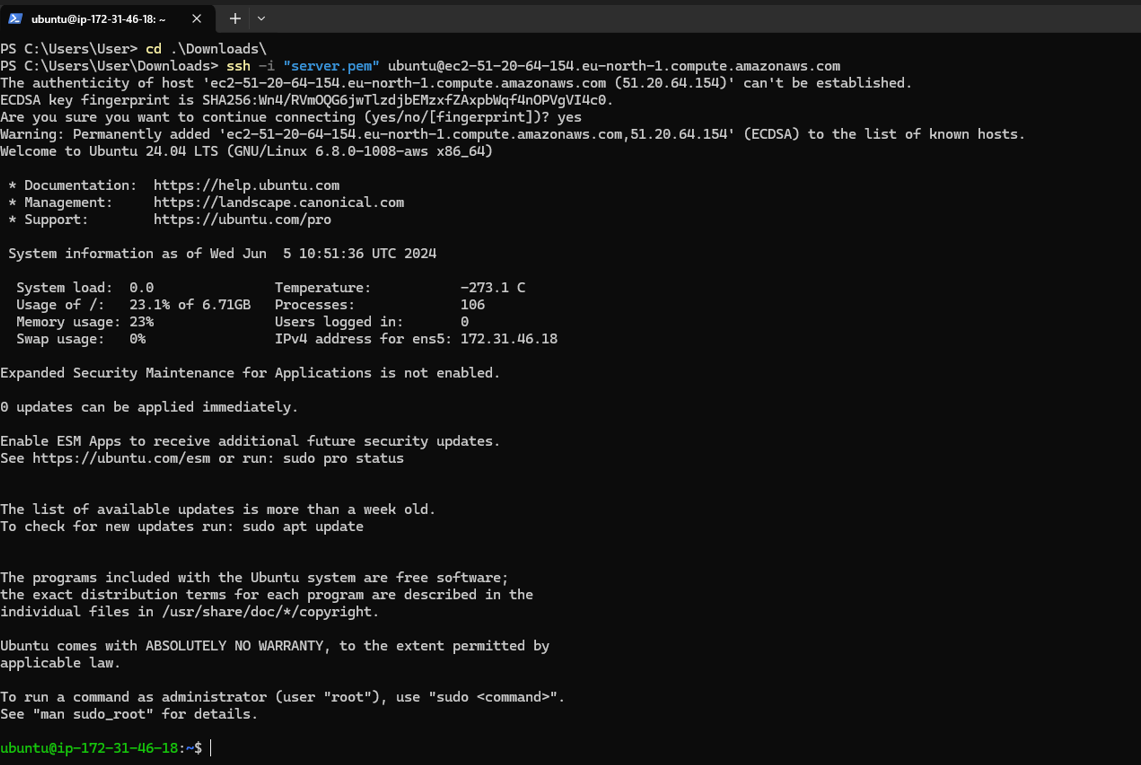 ubuntu@ip-172-31-46-18: ~
PS C:\Users\User> cd .\Downloads\
PS C:\Users\User\Downloads> ssh -i "server.pem" ubuntu@ec2-51-20-64-154.eu-north-1.compute.amazonaws.com
The authenticity of host 'ec2-51-20-64-154.eu-north-1.compute.amazonaws.com (51.20.64.154)' can't be established.
ECDSA key fingerprint is SHA256:Wn4/RVmOQG6jwTlzdjbEMzxfZAxpbWqf4nOPVgVI4c0.
Are you sure you want to continue connecting (yes/no/[fingerprint])? yes
Warning: Permanently added 'ec2-51-20-64-154.eu-north-1.compute.amazonaws.com,51.20.64.154' (ECDSA) to the list of known hosts.
Welcome to Ubuntu 24.04 LTS (GNU/Linux 6.8.0-1008-aws x86_64)
* Documentation:  https://help.ubuntu.com
* Management:     https://landscape.canonical.com
* Support:        https://ubuntu.com/pro
System information as of Wed Jun  5 10:51:36 UTC 2024
System load:  0.0               Temperature:           -273.1 C
Usage of /:   23.1% of 6.71GB   Processes:             106
Memory usage: 23%               Users logged in:       0
Swap usage:   0%                IPv4 address for ens5: 172.31.46.18
Expanded Security Maintenance for Applications is not enabled.
0 updates can be applied immediately.
Enable ESM Apps to receive additional future security updates.
See https://ubuntu.com/esm or run: sudo pro status
The list of available updates is more than a week old.
To check for new updates run: sudo apt update
The programs included with the Ubuntu system are free software;
the exact distribution terms for each program are described in the
individual files in /usr/share/doc/*/copyright.
Ubuntu comes with ABSOLUTELY NO WARRANTY, to the extent permitted by
applicable law.
To run a command as administrator (user "root"), use "sudo <command>".
See "man sudo_root" for details.
ubuntu@ip-172-31-46-18:~$